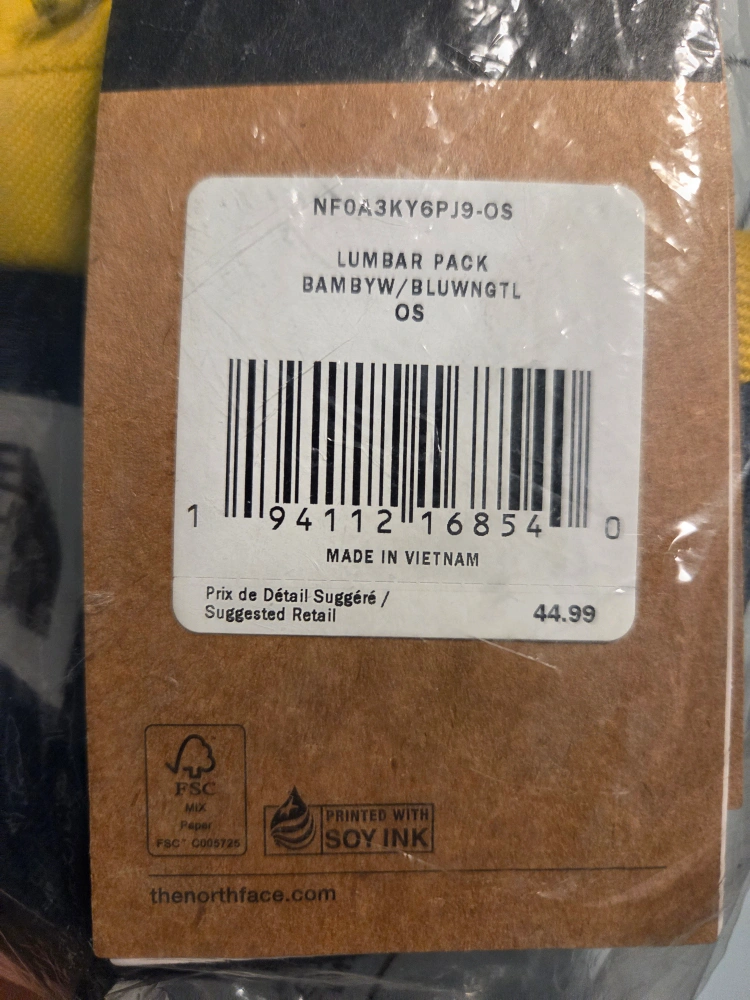 NF0A3KY6PJ9-OS
LUMBAR PACK
BAMBYW/BLUWNGTL
OS
1 94112 16854 0
MADE IN VIETNAM
Prix de Détail Suggéré /
Suggested Retail 44.99
FSC
MIX
Paper
FSC® C005725
PRINTED WITH
SOY INK
thenorthface.com